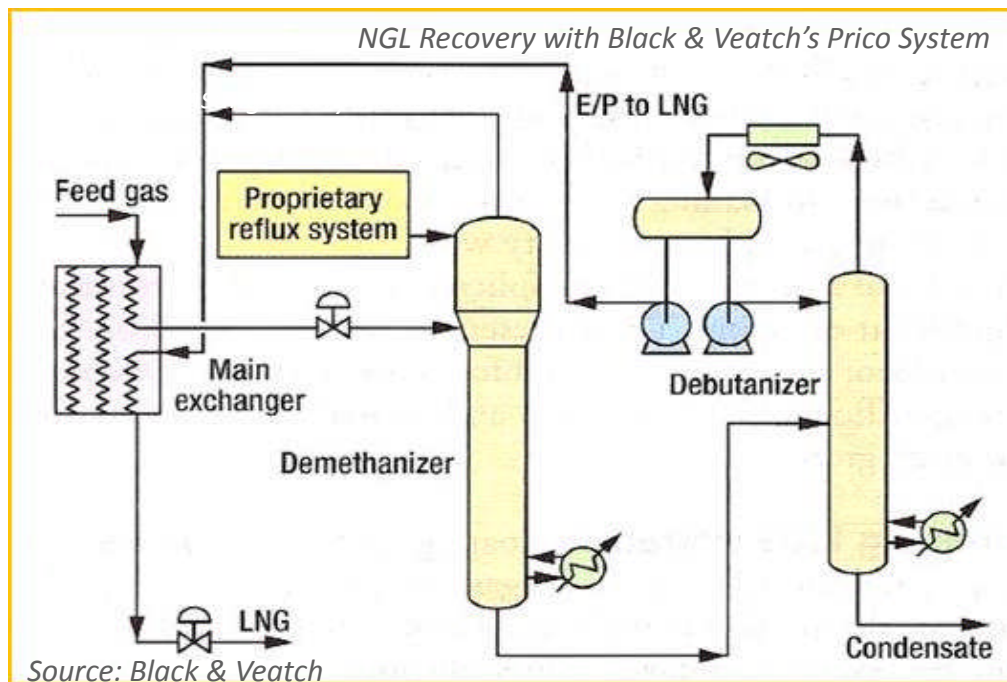 NGL Recovery with Black & Veatch's Prico System
E/P to LNG
Feed gas
Proprietary
reflux system
Main
exchanger
Debutanizer
Demethanizer
LNG
Condensate
Source: Black & Veatch